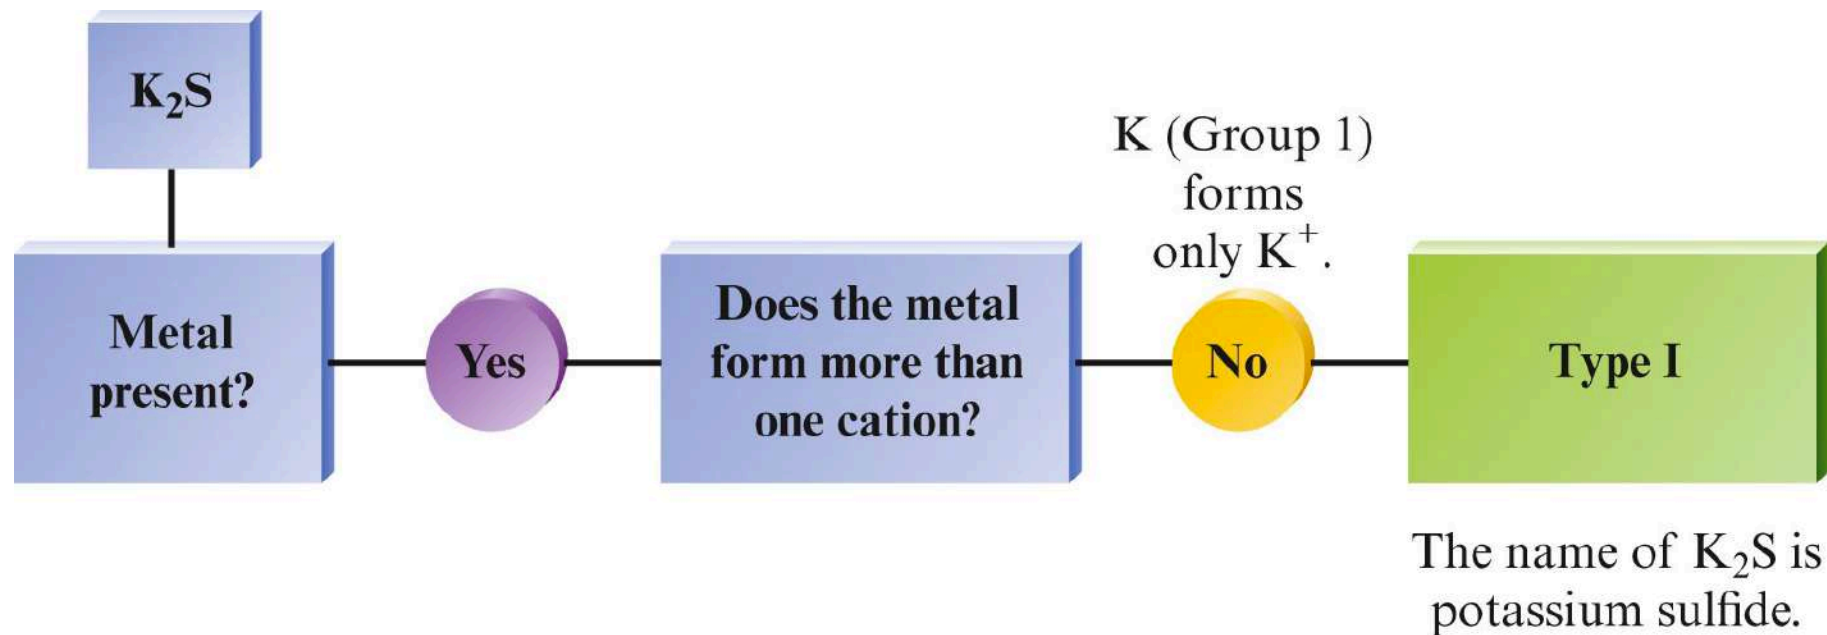 K₂S
Metal
present?
Yes
Does the metal
form more than
one cation?
K (Group 1)
forms
only K⁺.
No
Type I
The name of K₂S is
potassium sulfide.